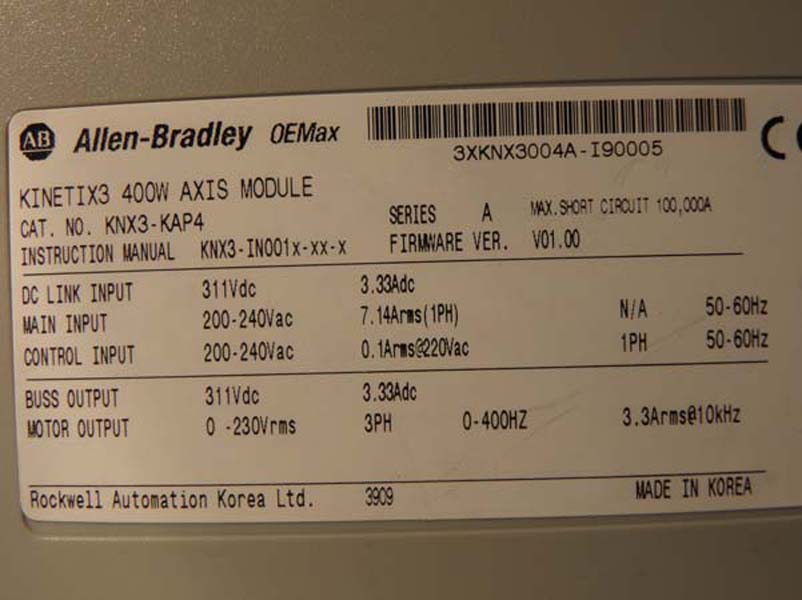 AB Allen-Bradley OEMax
3XKNX3004A-I90005
KINETIX3 400W AXIS MODULE
CAT. NO. KNX3-KAP4 SERIES A MAX.SHORT CIRCUIT 100,000A
INSTRUCTION MANUAL KNX3-IN001x-xx-x FIRMWARE VER. V01.00
DC LINK INPUT 311Vdc 3.33Adc
MAIN INPUT 200-240Vac 7.14Arms(1PH) N/A 50-60Hz
CONTROL INPUT 200-240Vac 0.1Arms@220Vac 1PH 50-60Hz
BUSS OUTPUT 311Vdc 3.33Adc
MOTOR OUTPUT 0 -230Vrms 3PH 0-400HZ 3.3Arms@10kHz
Rockwell Automation Korea Ltd. 3909 MADE IN KOREA